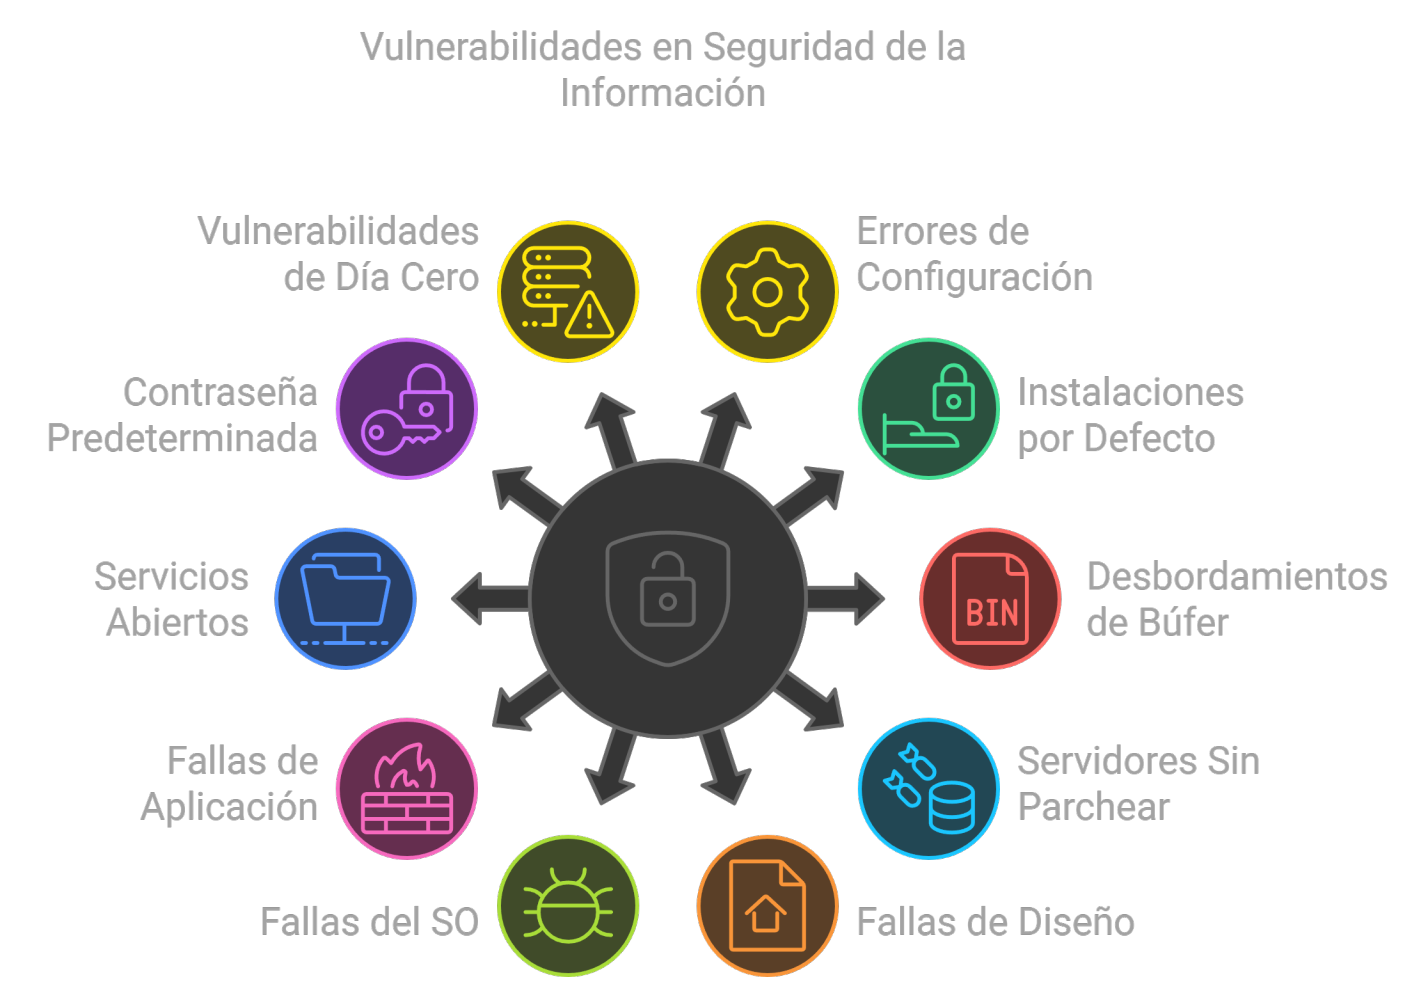 Vulnerabilidades en Seguridad de la
Información
Vulnerabilidades
de Día Cero
Errores de
Configuración
Contraseña
Predeterminada
Instalaciones
por Defecto
Servicios
Abiertos
Desbordamientos
de Búfer
BIN
Fallas de
Aplicación
Servidores Sin
Parchear
Fallas del SO
Fallas de Diseño